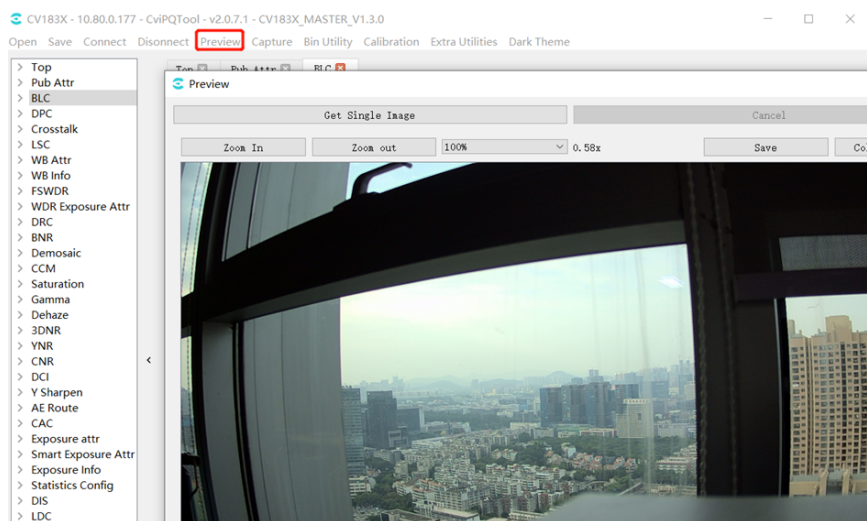 CV183X - 10.80.0.177 - CviPQTool - v2.0.7.1 - CV183X_MASTER_V1.3.0
Open Save Connect Disonnect Preview Capture Bin Utility Calibration Extra Utilities Dark Theme
Top Pub Attr BLC
Top
Pub Attr
BLC
DPC
Crosstalk
LSC
WB Attr
WB Info
FSWDR
WDR Exposure Attr
DRC
BNR
Demosaic
CCM
Saturation
Gamma
Dehaze
3DNR
YNR
CNR
DCI
Y Sharpen
AE Route
CAC
Exposure attr
Smart Exposure Attr
Exposure Info
Statistics Config
DIS
LDC
Preview
Get Single Image Cancel
Zoom In Zoom out 100% 0.58x Save Co